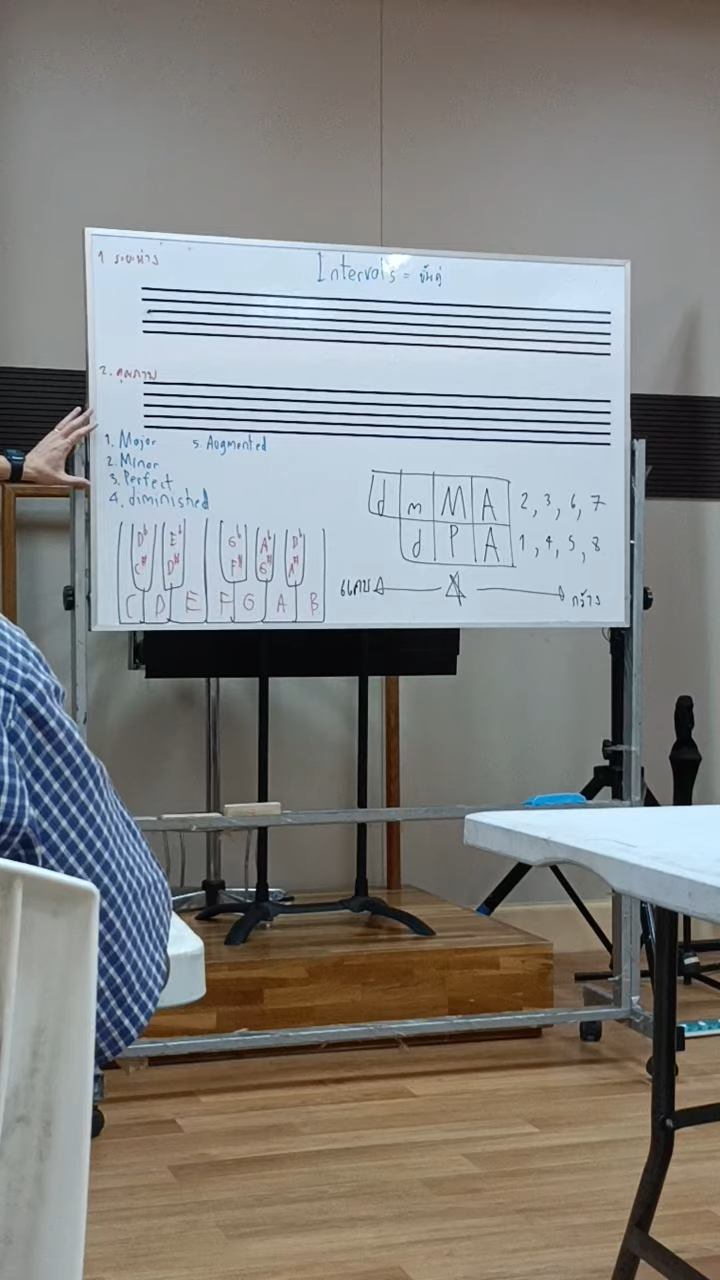 Intervals = ขั้นคู่
1 ระยะห่าง
2. คุณภาพ
1. Major 5. Augmented
2. Minor
3. Perfect
4. diminished
d m M A 2, 3, 6, 7
d P A 1, 4, 5, 8
แคบ กว้าง
D♭ E♭ G♭ A♭ D♭
C# D# F# G# A#
C D E F G A B